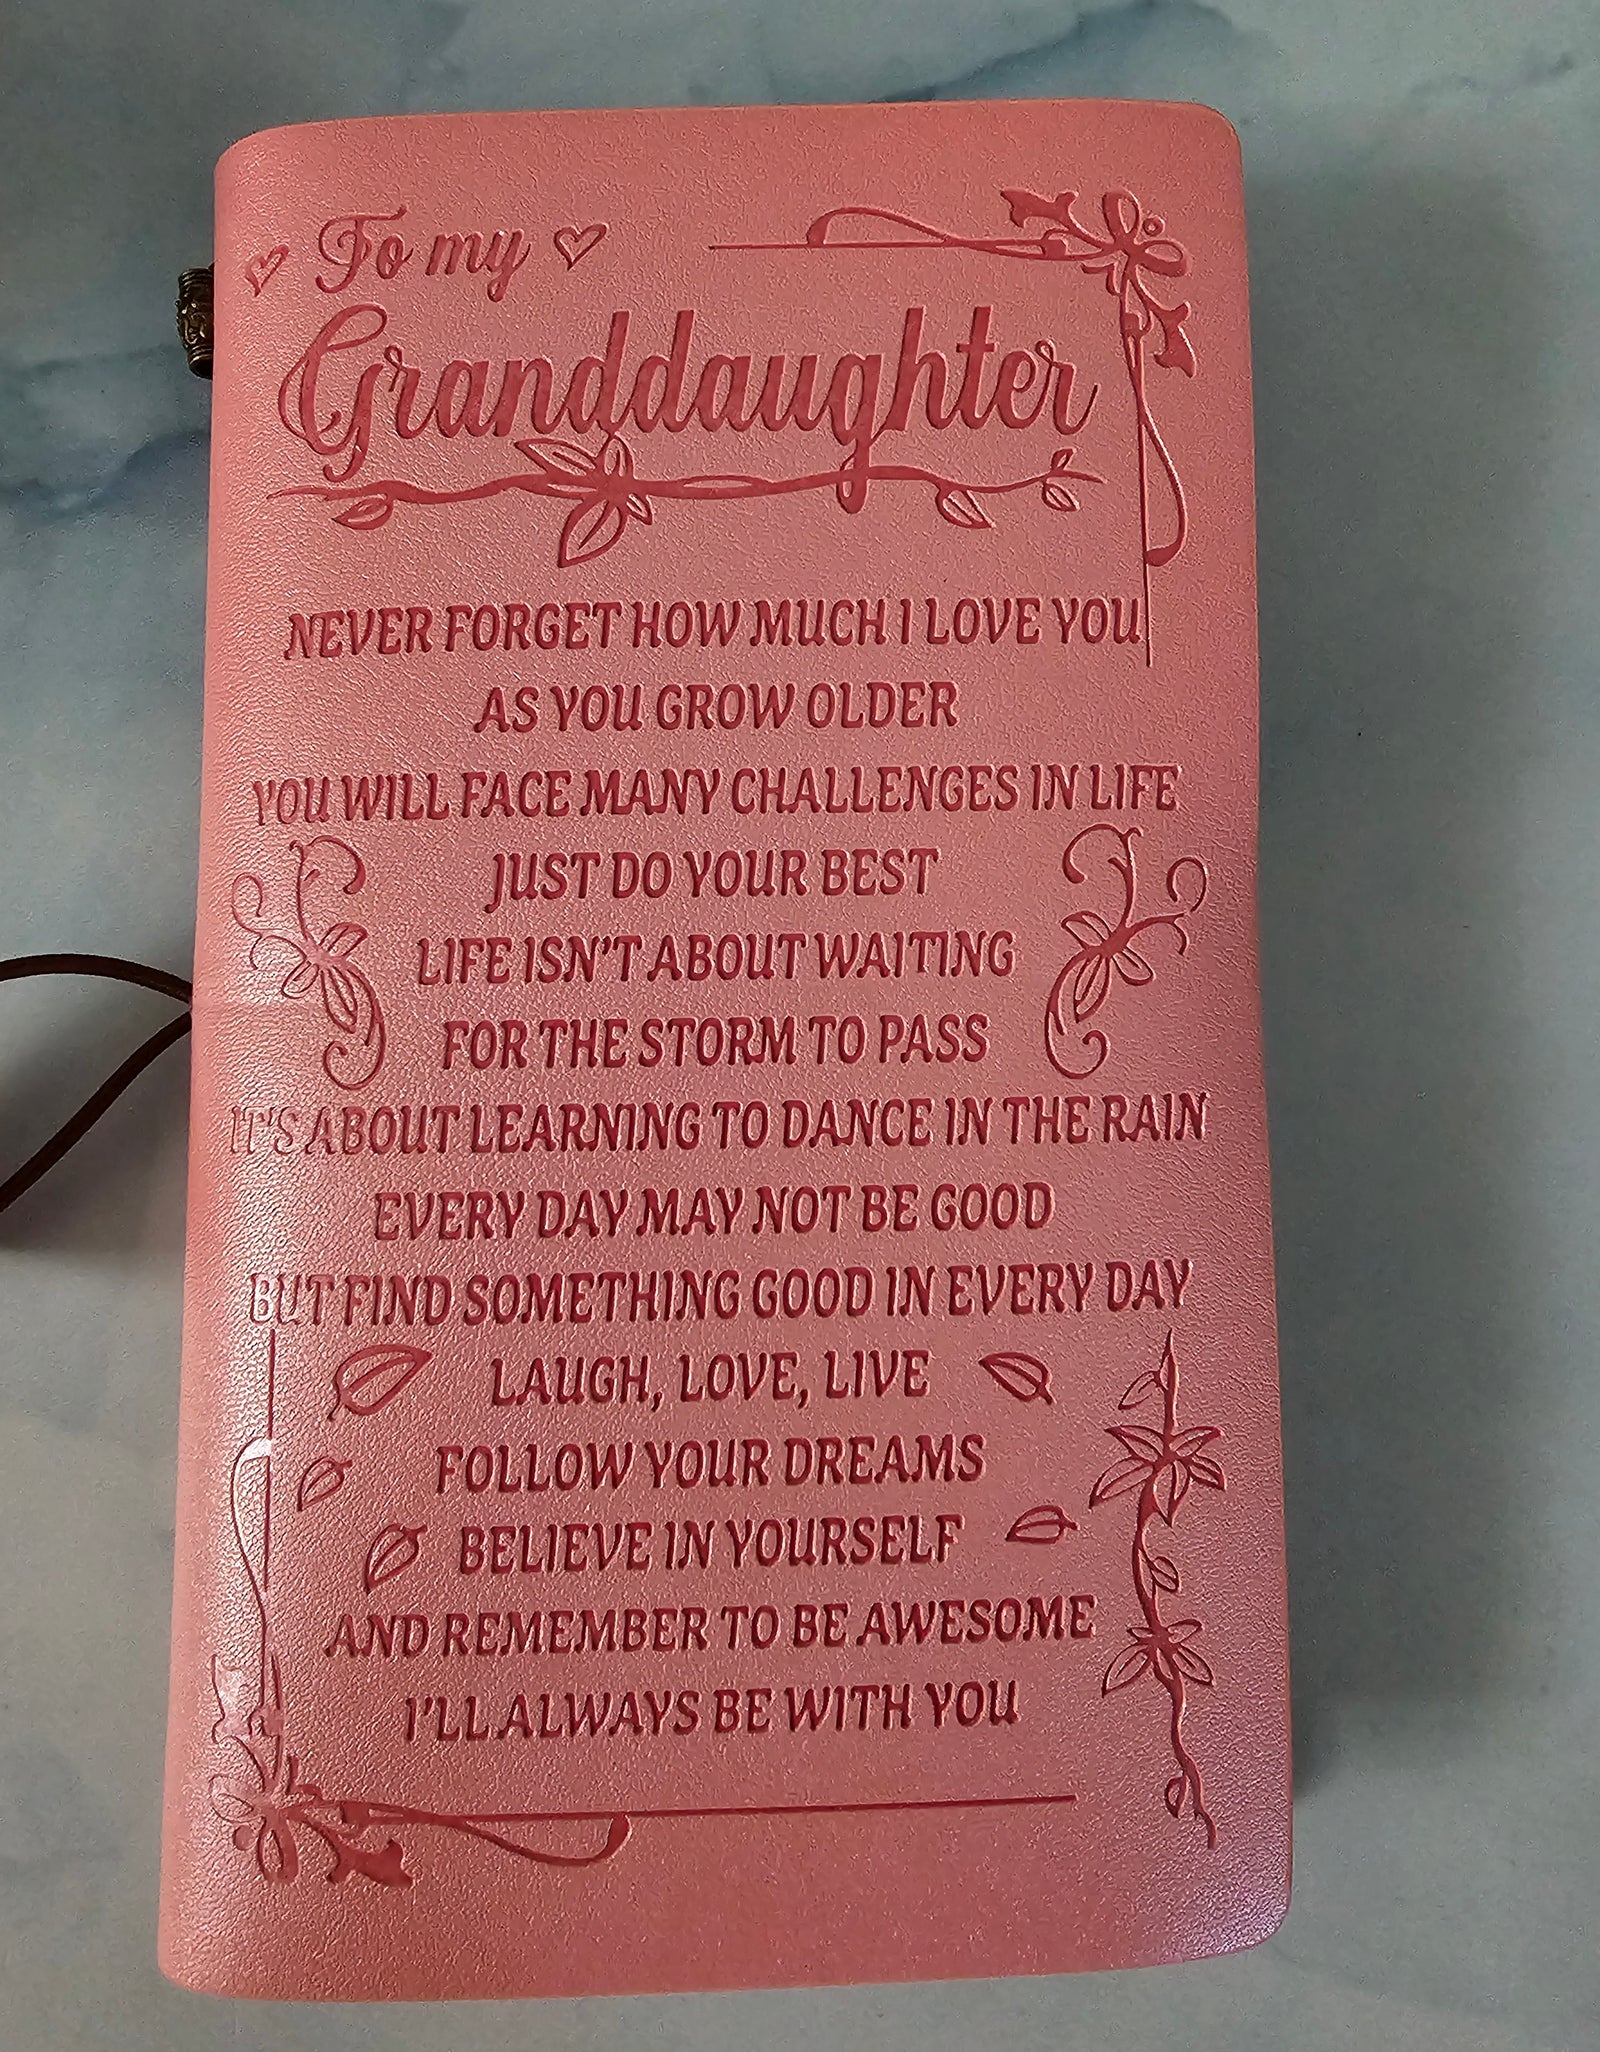 To my
Granddaughter
NEVER FORGET HOW MUCH I LOVE YOU
AS YOU GROW OLDER
YOU WILL FACE MANY CHALLENGES IN LIFE
JUST DO YOUR BEST
LIFE ISN'T ABOUT WAITING
FOR THE STORM TO PASS
IT'S ABOUT LEARNING TO DANCE IN THE RAIN
EVERY DAY MAY NOT BE GOOD
BUT FIND SOMETHING GOOD IN EVERY DAY
LAUGH, LOVE, LIVE
FOLLOW YOUR DREAMS
BELIEVE IN YOURSELF
AND REMEMBER TO BE AWESOME
I'LL ALWAYS BE WITH YOU